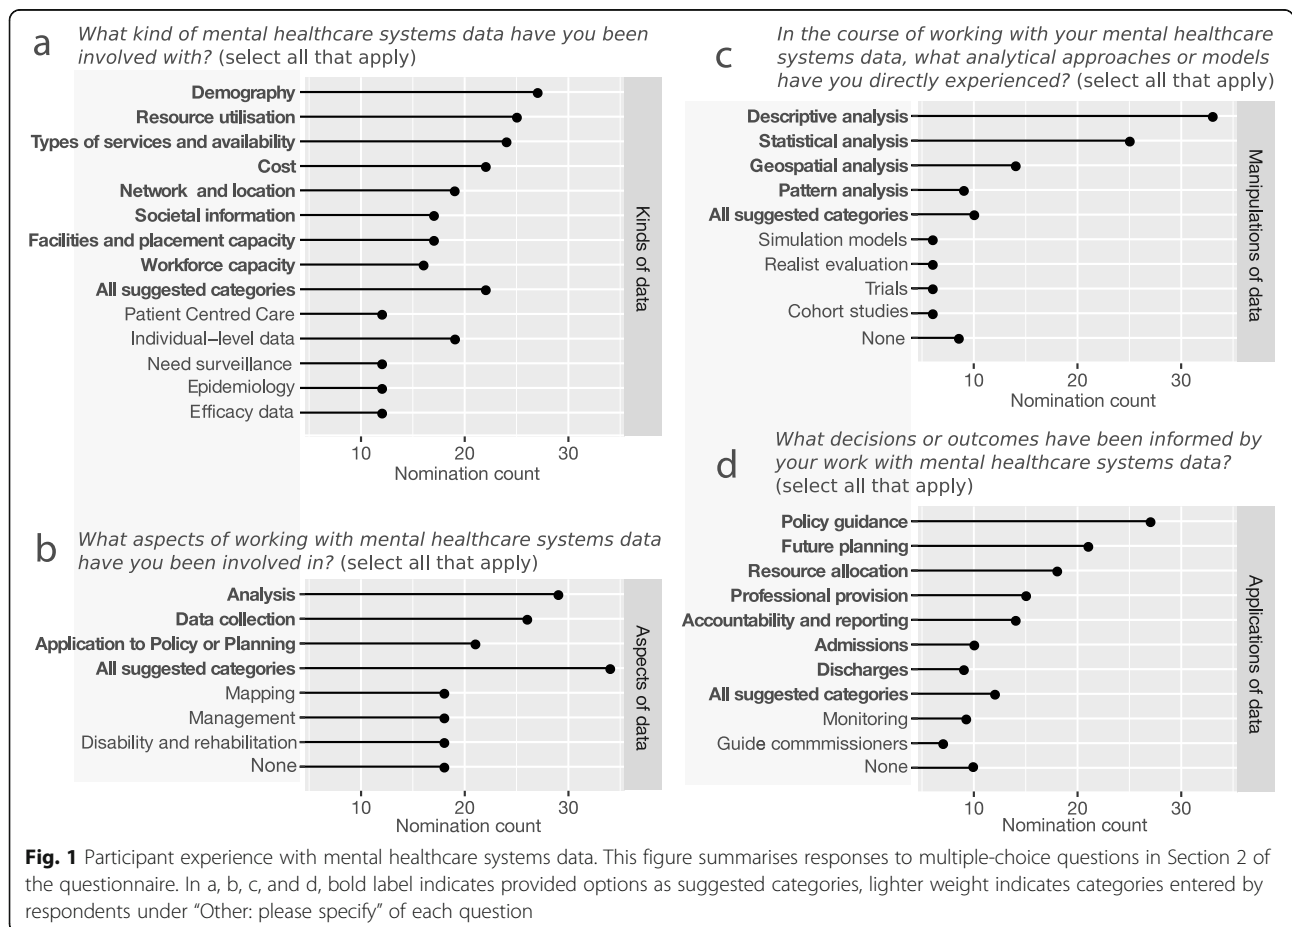 a
What kind of mental healthcare systems data have you been
involved with? (select all that apply)
Demography
Resource utilisation
Types of services and availability
Cost
Network and location
Societal information
Facilities and placement capacity
Workforce capacity
All suggested categories
Patient Centred Care
Individual–level data
Need surveillance
Epidemiology
Efficacy data
10 20 30
Nomination count
Kinds of data
b
What aspects of working with mental healthcare systems data
have you been involved in? (select all that apply)
Analysis
Data collection
Application to Policy or Planning
All suggested categories
Mapping
Management
Disability and rehabilitation
None
10 20 30
Nomination count
Aspects of data
c
In the course of working with your mental healthcare
systems data, what analytical approaches or models
have you directly experienced? (select all that apply)
Descriptive analysis
Statistical analysis
Geospatial analysis
Pattern analysis
All suggested categories
Simulation models
Realist evaluation
Trials
Cohort studies
None
10 20 30
Nomination count
Manipulations of data
d
What decisions or outcomes have been informed by
your work with mental healthcare systems data?
(select all that apply)
Policy guidance
Future planning
Resource allocation
Professional provision
Accountability and reporting
Admissions
Discharges
All suggested categories
Monitoring
Guide commmissioners
None
10 20 30
Nomination count
Applications of data
Fig. 1 Participant experience with mental healthcare systems data. This figure summarises responses to multiple-choice questions in Section 2 of
the questionnaire. In a, b, c, and d, bold label indicates provided options as suggested categories, lighter weight indicates categories entered by
respondents under “Other: please specify” of each question